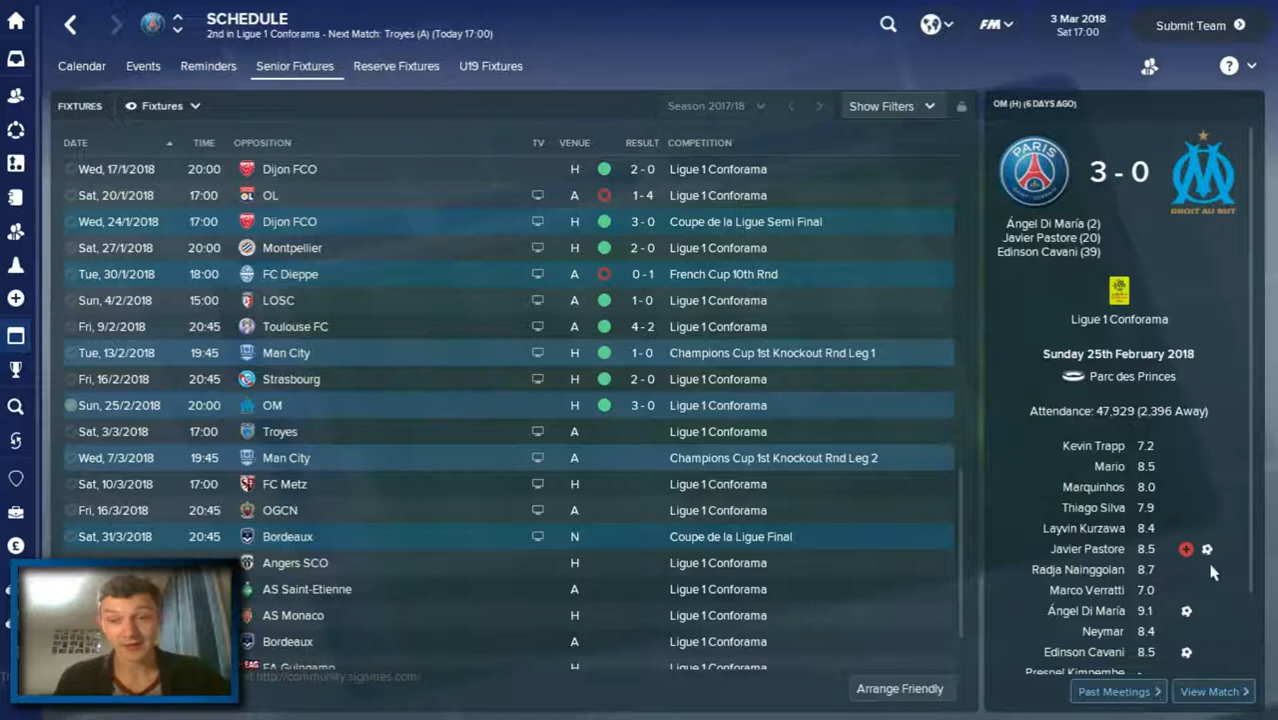 SCHEDULE
2nd in Ligue 1 Conforama - Next Match: Troyes (A) (Today 17:00)
FM
3 Mar 2018
Sat 17:00
Submit Team
Calendar Events Reminders Senior Fixtures Reserve Fixtures U19 Fixtures
?
FIXTURES Fixtures Season 2017/18 Show Filters
DATE TIME OPPOSITION TV VENUE RESULT COMPETITION
Wed, 17/1/2018 20:00 Dijon FCO H 2 - 0 Ligue 1 Conforama
Sat, 20/1/2018 17:00 OL A 1 - 4 Ligue 1 Conforama
Wed, 24/1/2018 17:00 Dijon FCO H 3 - 0 Coupe de la Ligue Semi Final
Sat, 27/1/2018 20:00 Montpellier H 2 - 0 Ligue 1 Conforama
Tue, 30/1/2018 18:00 FC Dieppe A 0 - 1 French Cup 10th Rnd
Sun, 4/2/2018 15:00 LOSC A 1 - 0 Ligue 1 Conforama
Fri, 9/2/2018 20:45 Toulouse FC A 4 - 2 Ligue 1 Conforama
Tue, 13/2/2018 19:45 Man City H 1 - 0 Champions Cup 1st Knockout Rnd Leg 1
Fri, 16/2/2018 20:45 Strasbourg H 2 - 0 Ligue 1 Conforama
Sun, 25/2/2018 20:00 OM H 3 - 0 Ligue 1 Conforama
Sat, 3/3/2018 17:00 Troyes A Ligue 1 Conforama
Wed, 7/3/2018 19:45 Man City A Champions Cup 1st Knockout Rnd Leg 2
Sat, 10/3/2018 17:00 FC Metz H Ligue 1 Conforama
Fri, 16/3/2018 20:45 OGCN A Ligue 1 Conforama
Sat, 31/3/2018 20:45 Bordeaux N Coupe de la Ligue Final
Angers SCO H Ligue 1 Conforama
AS Saint-Etienne A Ligue 1 Conforama
AS Monaco H Ligue 1 Conforama
Bordeaux A Ligue 1 Conforama
EAG EA Guingamp H Ligue 1 Conforama
http://community.sigames.com/
Arrange Friendly
OM (H) (6 DAYS AGO)
PARIS
3 - 0
DROIT AU BUT
Ángel Di María (2)
Javier Pastore (20)
Edinson Cavani (39)
Ligue 1 Conforama
Sunday 25th February 2018
Parc des Princes
Attendance: 47,929 (2,396 Away)
Kevin Trapp 7.2
Mario 8.5
Marquinhos 8.0
Thiago Silva 7.9
Layvin Kurzawa 8.4
Javier Pastore 8.5
Radja Nainggolan 8.7
Marco Verratti 7.0
Ángel Di María 9.1
Neymar 8.4
Edinson Cavani 8.5
Presnel Kimpembe -
Past Meetings View Match